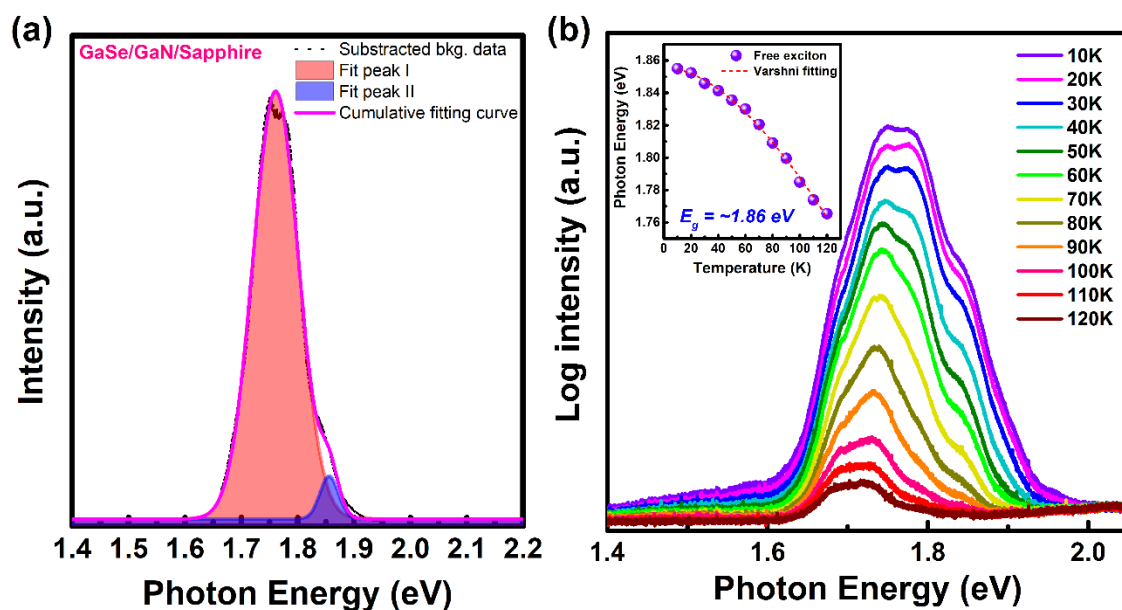 (a)
GaSe/GaN/Sapphire
Substracted bkg. data
Fit peak I
Fit peak II
Cumulative fitting curve
Intensity (a.u.)
1.4 1.5 1.6 1.7 1.8 1.9 2.0 2.1 2.2
Photon Energy (eV)
(b)
Free exciton
Varshni fitting
Photon Energy (eV)
1.86
1.84
1.82
1.80
1.78
1.76
E_g = ~1.86 eV
0 20 40 60 80 100 120
Temperature (K)
10K
20K
30K
40K
50K
60K
70K
80K
90K
100K
110K
120K
Log intensity (a.u.)
1.4 1.6 1.8 2.0
Photon Energy (eV)